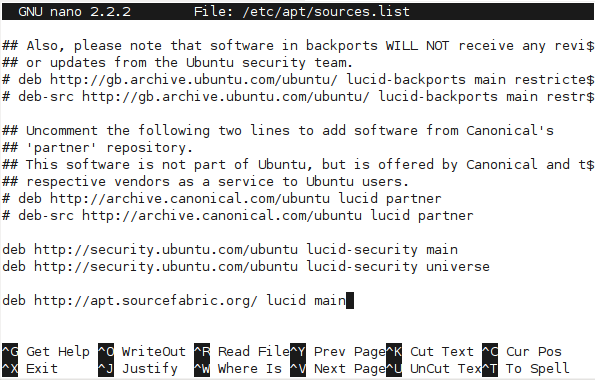 GNU nano 2.2.2 File: /etc/apt/sources.list
## Also, please note that software in backports WILL NOT receive any revi$
## or updates from the Ubuntu security team.
# deb http://gb.archive.ubuntu.com/ubuntu/ lucid-backports main restricte$
# deb-src http://gb.archive.ubuntu.com/ubuntu/ lucid-backports main restr$
## Uncomment the following two lines to add software from Canonical's
## 'partner' repository.
## This software is not part of Ubuntu, but is offered by Canonical and t$
## respective vendors as a service to Ubuntu users.
# deb http://archive.canonical.com/ubuntu lucid partner
# deb-src http://archive.canonical.com/ubuntu lucid partner
deb http://security.ubuntu.com/ubuntu lucid-security main
deb http://security.ubuntu.com/ubuntu lucid-security universe
deb http://apt.sourcefabric.org/ lucid main
^G Get Help ^O WriteOut ^R Read File ^Y Prev Page ^K Cut Text ^C Cur Pos
^X Exit ^J Justify ^W Where Is ^V Next Page ^U UnCut Tex ^T To Spell